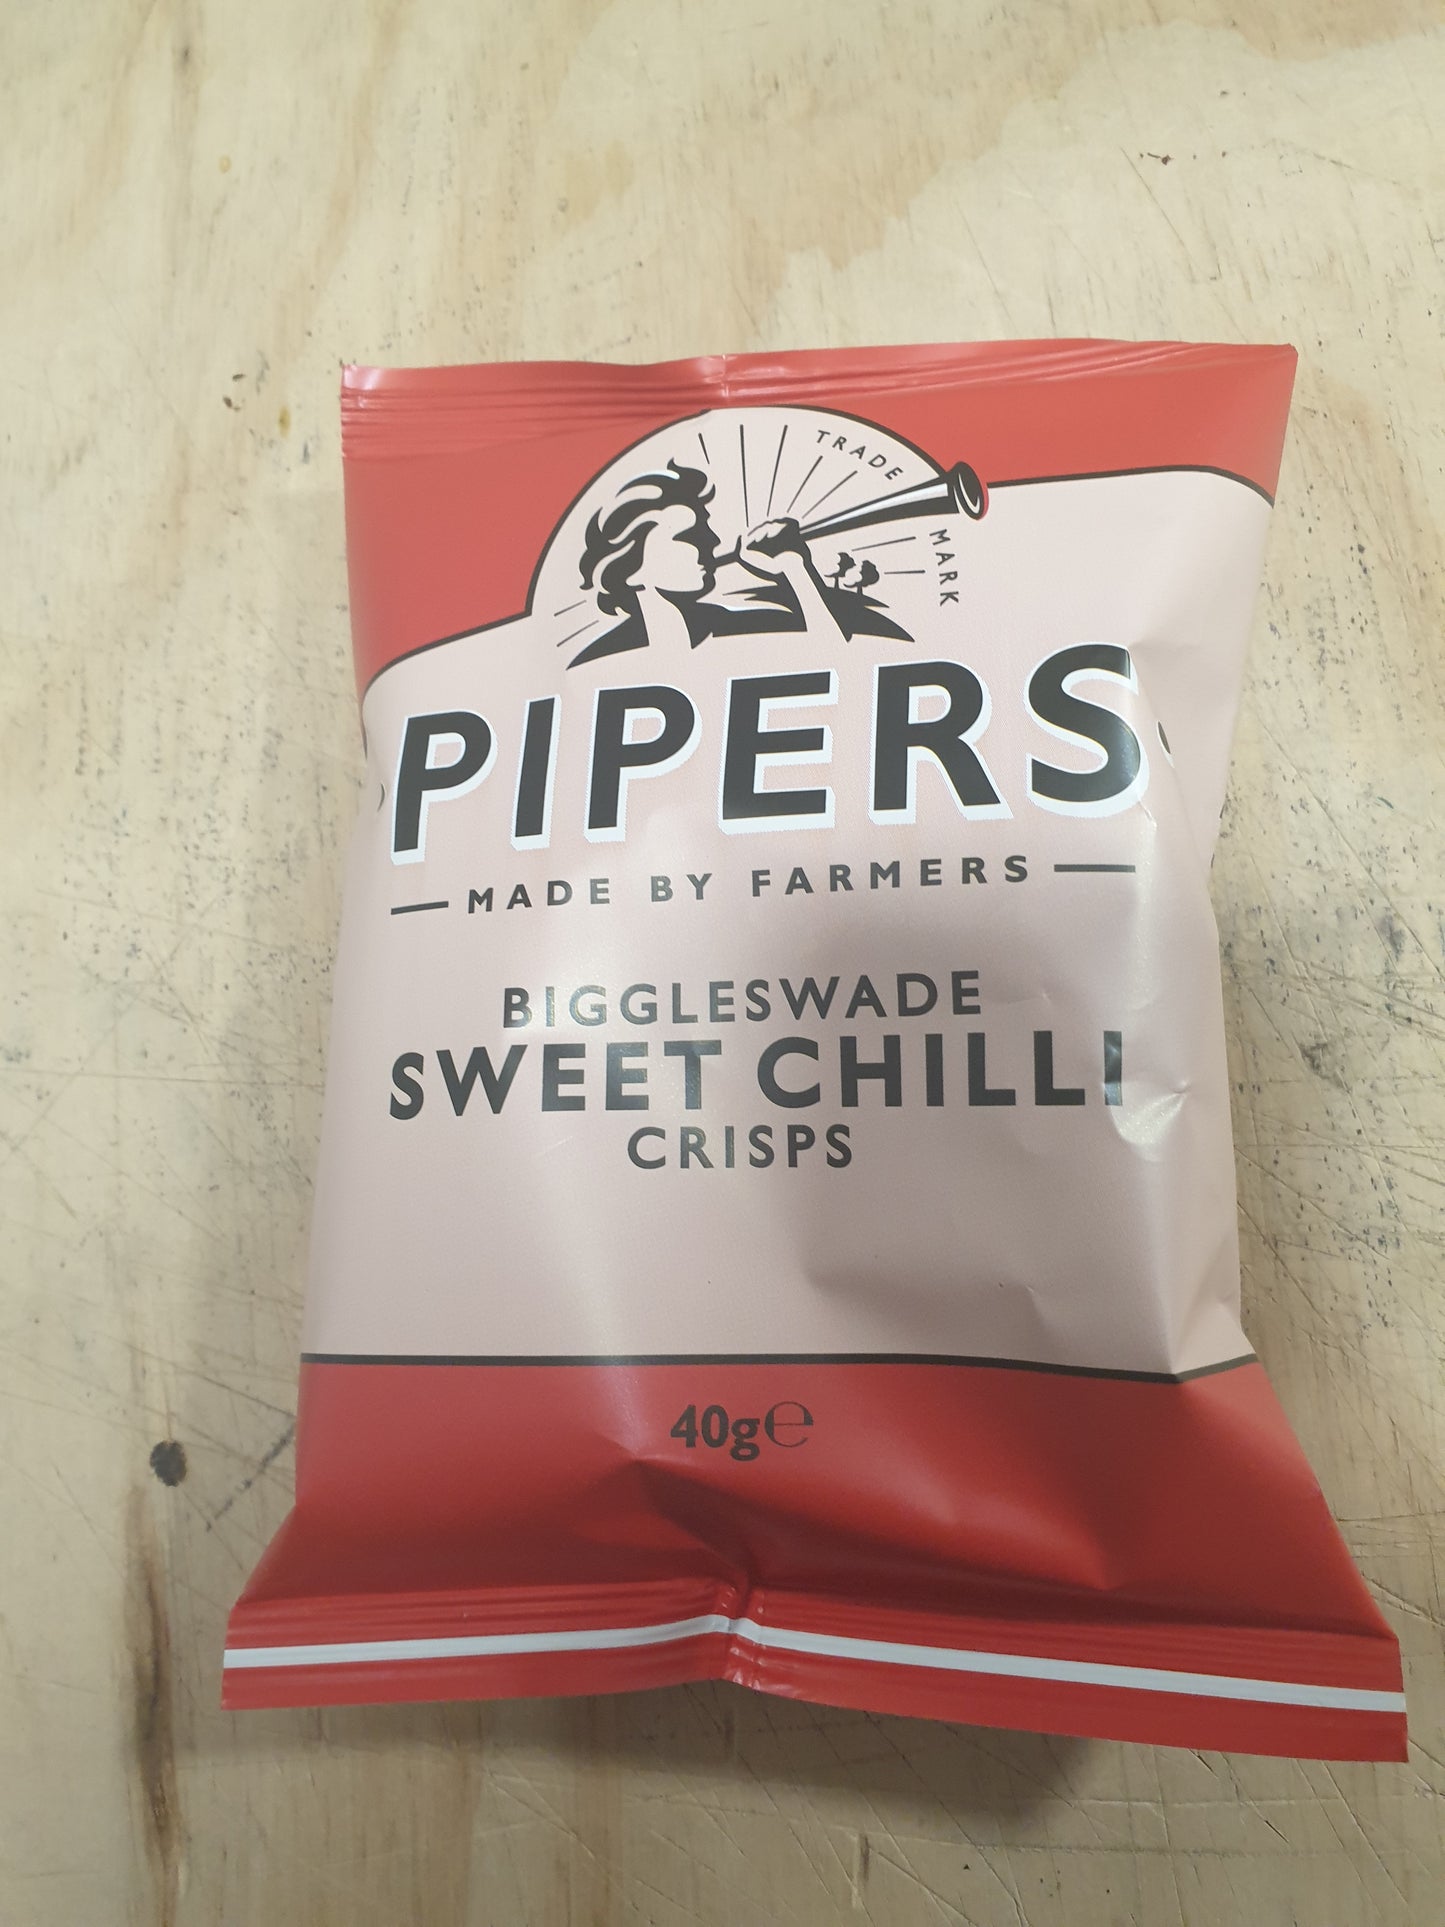 TRADE
MARK
PIPERS
MADE BY FARMERS
BIGGLESWADE
SWEET CHILLI
CRISPS
40g℮